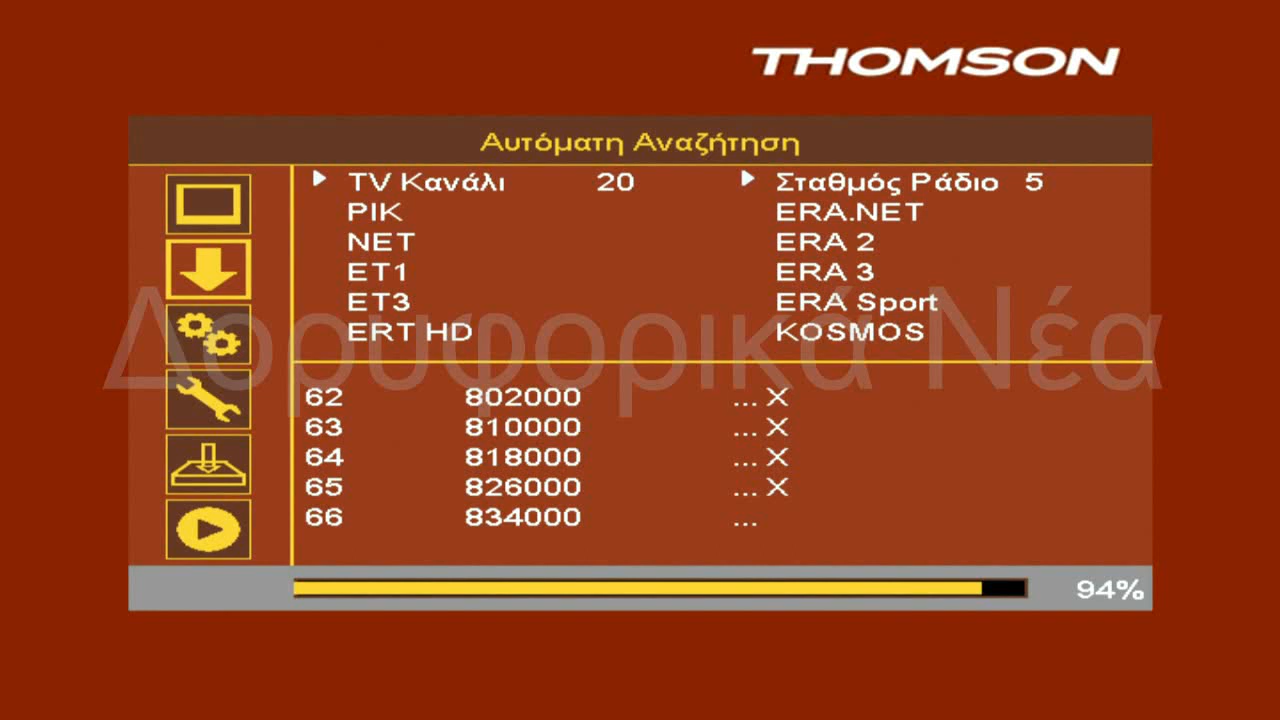 THOMSON
Αυτόματη Αναζήτηση
TV Κανάλι 20
ΡΙΚ
NET
ET1
ET3
ERT HD
Σταθμός Ράδιο 5
ERA.NET
ERA 2
ERA 3
ERA Sport
KOSMOS
Δορυφορικά Νέα
62 802000 ... X
63 810000 ... X
64 818000 ... X
65 826000 ... X
66 834000 ...
94%